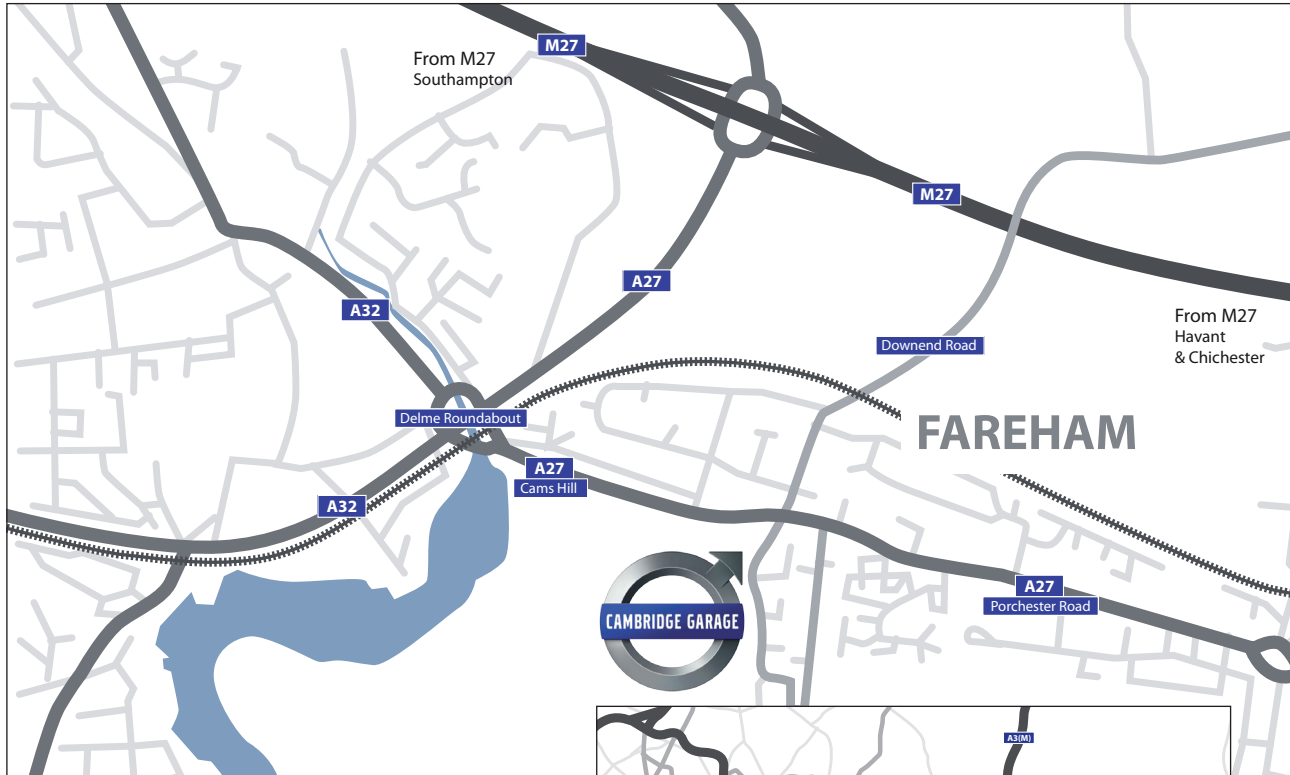 M27
From M27
Southampton
M27
A27
A32
From M27
Havant
& Chichester
Downend Road
Delme Roundabout
FAREHAM
A27
Cams Hill
A32
A27
Porchester Road
CAMBRIDGE GARAGE
A3(M)